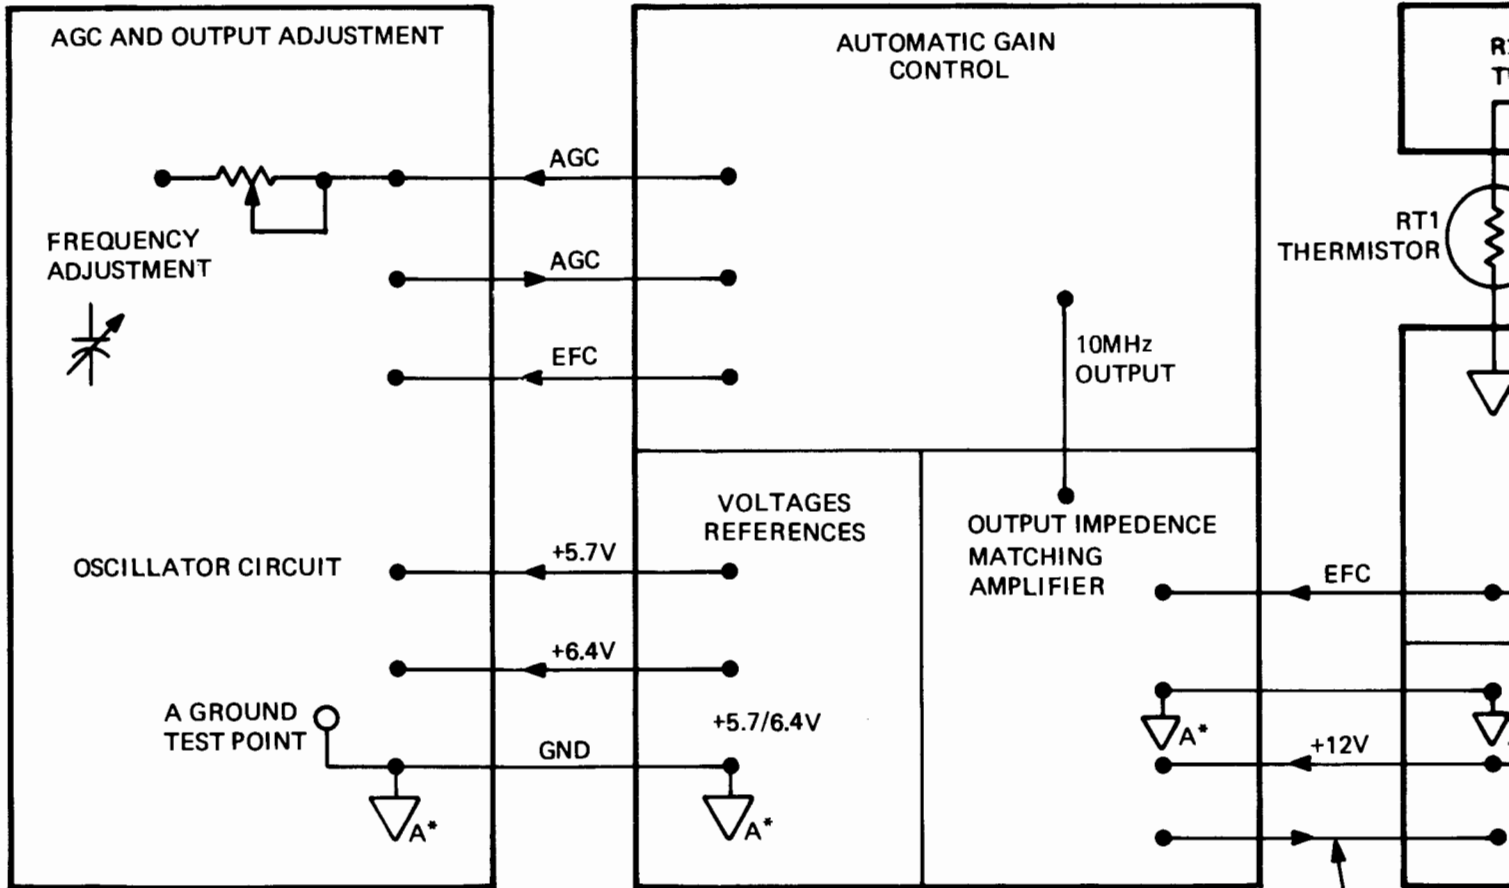 AGC AND OUTPUT ADJUSTMENT
FREQUENCY
ADJUSTMENT
OSCILLATOR CIRCUIT
A GROUND
TEST POINT
A*
AGC
AGC
EFC
+5.7V
+6.4V
GND
AUTOMATIC GAIN
CONTROL
10MHz
OUTPUT
VOLTAGES
REFERENCES
+5.7/6.4V
A*
OUTPUT IMPEDENCE
MATCHING
AMPLIFIER
A*
EFC
+12V
RT1
THERMISTOR